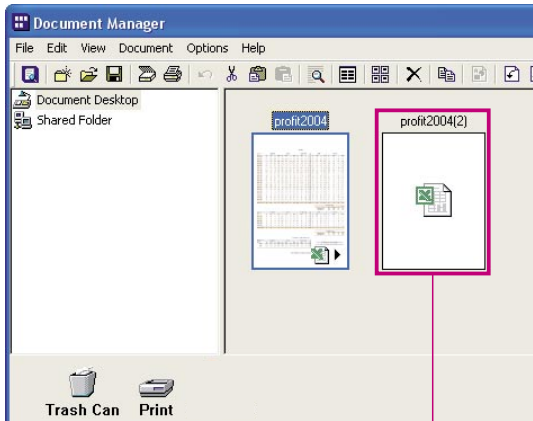 Document Manager
File Edit View Document Options Help
Document Desktop
Shared Folder
profit2004 profit2004(2)
Trash Can Print